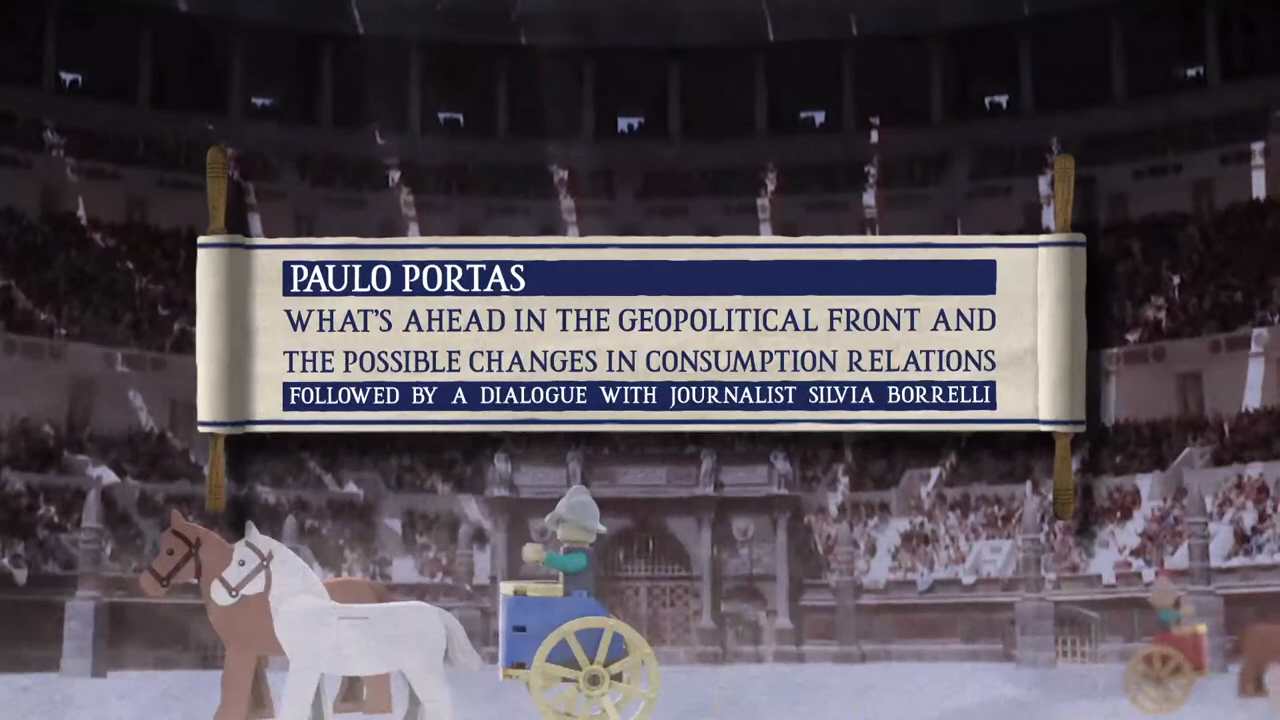 PAULO PORTAS
WHAT'S AHEAD IN THE GEOPOLITICAL FRONT AND
THE POSSIBLE CHANGES IN CONSUMPTION RELATIONS
FOLLOWED BY A DIALOGUE WITH JOURNALIST SILVIA BORRELLI